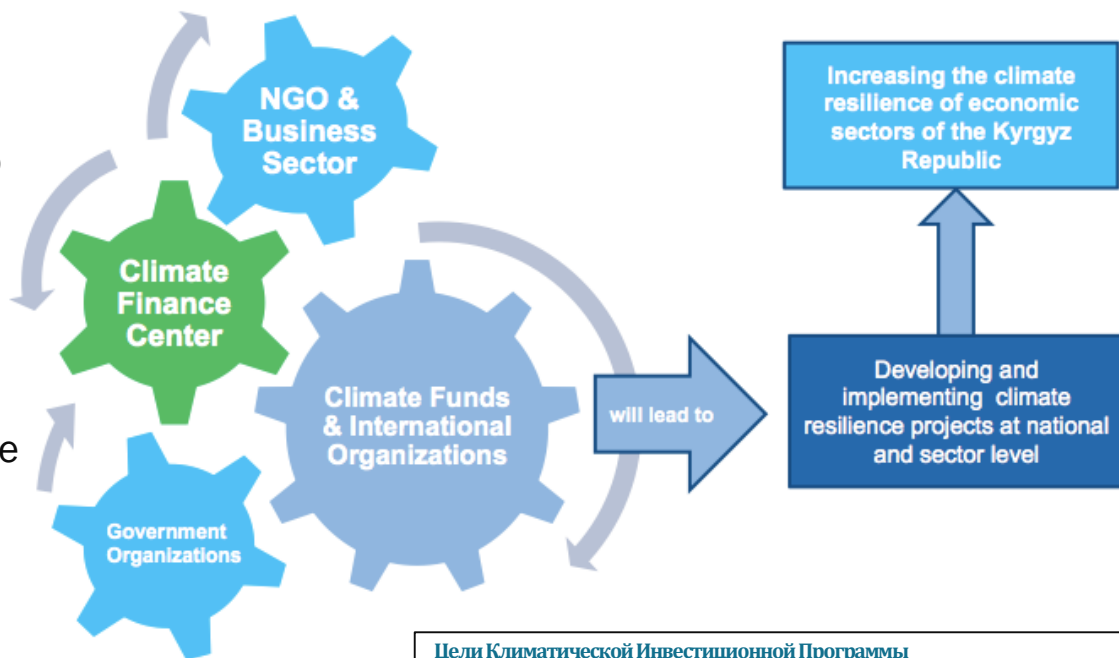 NGO &
Business
Sector
Climate
Finance
Center
Climate Funds
& International
Organizations
Government
Organizations
will lead to
Increasing the climate
resilience of economic
sectors of the Kyrgyz
Republic
Developing and
implementing climate
resilience projects at national
and sector level
Цели Климатической Инвестиционной Программы